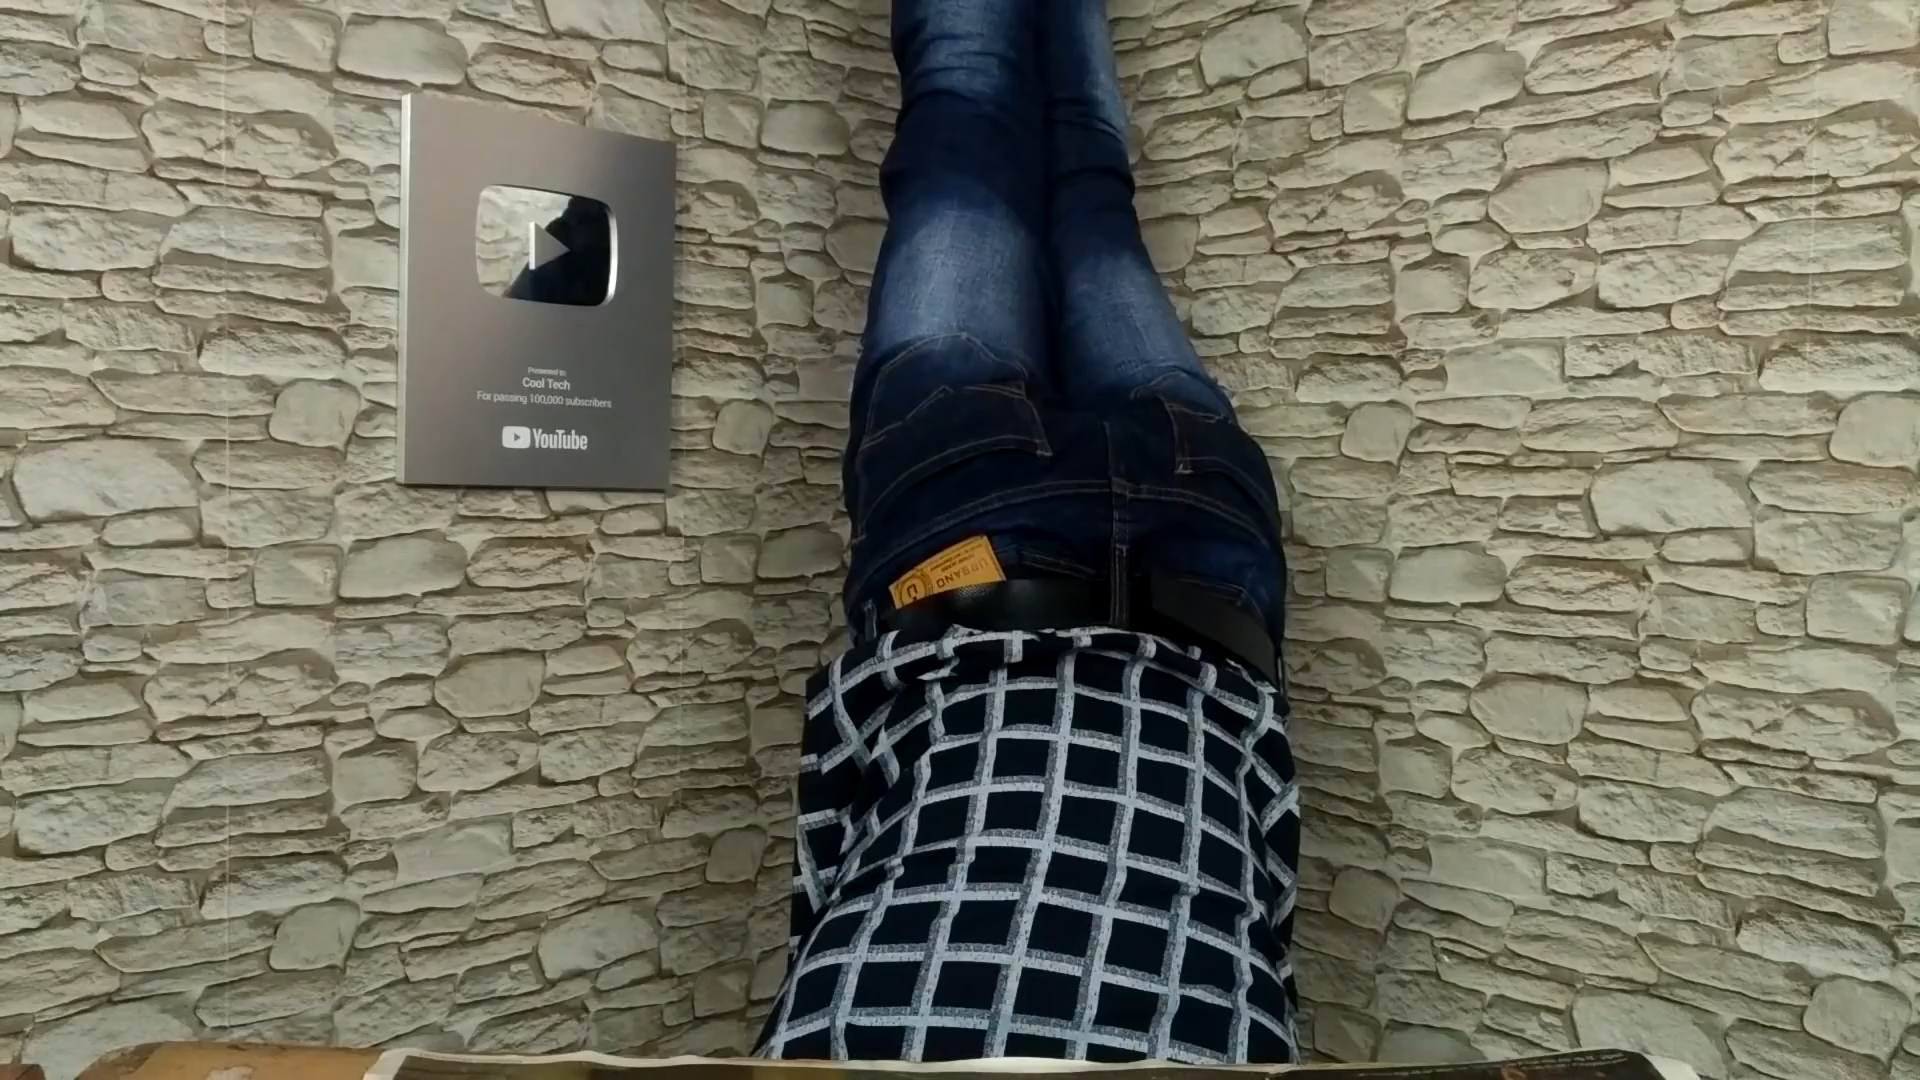 Presented to
Cool Tech
For passing 100,000 subscribers
YouTube
URBANO